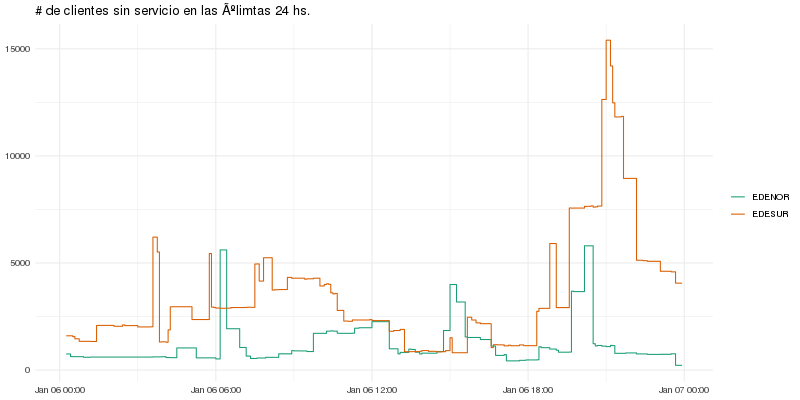 # de clientes sin servicio en las Ãºlimtas 24 hs.
15000
10000
5000
0
Jan 06 00:00
Jan 06 06:00
Jan 06 12:00
Jan 06 18:00
Jan 07 00:00
EDENOR
EDESUR